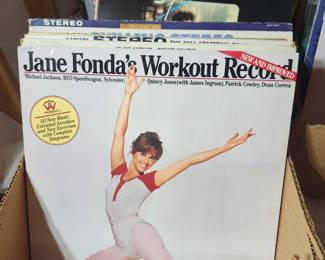 STEREO
STEREO
Jane Fonda's Workout Record
NEW AND IMPROVED
Michael Jackson, REO Speedwagon, Sylvester, Quincy Jones (with James Ingram), Patrick Cowley, Dean Correa
WORKOUT
All New Music
Extended Aerobics
and New Exercises
with Complete
Diagrams